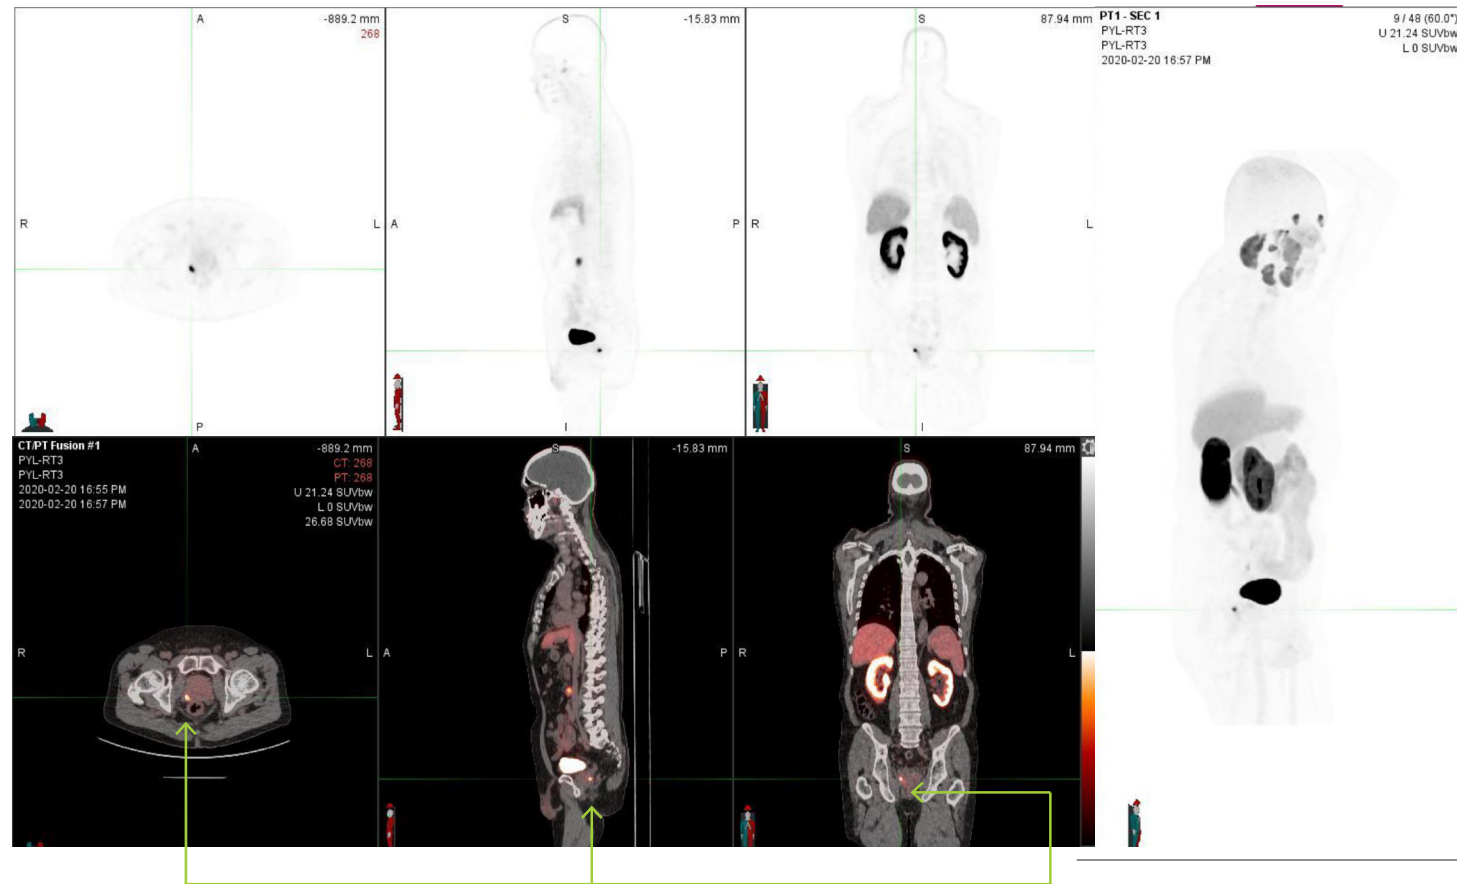 A
-889.2 mm
268
R
L
P
S
-15.83 mm
A
P
I
S
87.94 mm
R
L
I
PT1 - SEC 1
9 / 48 (60.0°)
PYL-RT3
U 21.24 SUVbw
PYL-RT3
L 0 SUVbw
2020-02-20 16:57 PM
CT/PT Fusion #1
A
-889.2 mm
PYL-RT3
CT: 268
PYL-RT3
PT: 268
2020-02-20 16:55 PM
U 21.24 SUVbw
2020-02-20 16:57 PM
L 0 SUVbw
26.68 SUVbw
R
L
S
-15.83 mm
A
P
S
87.94 mm
R
L